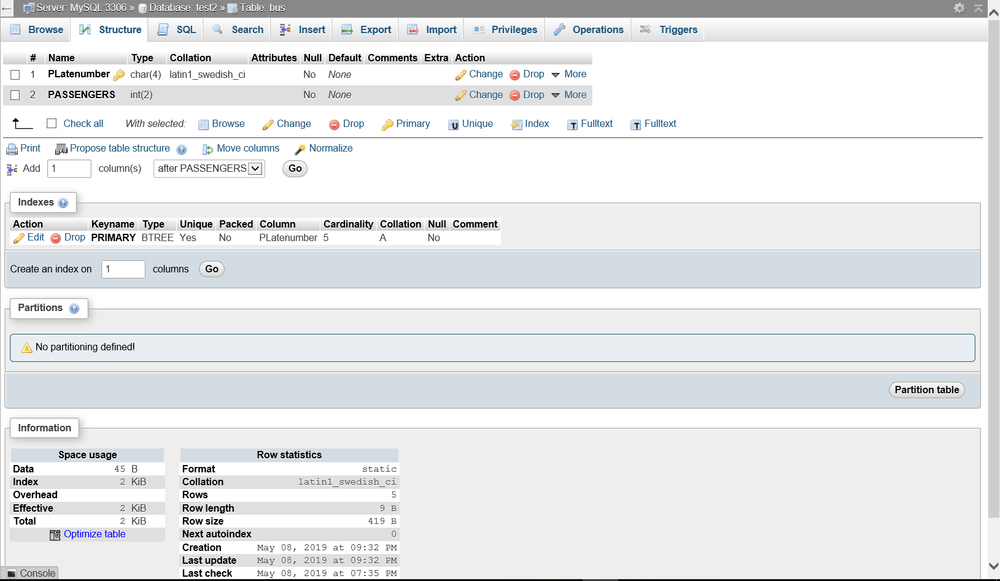 Server: MySQL:3306 » Database: test2 » Table: bus
Browse Structure SQL Search Insert Export Import Privileges Operations Triggers
# Name Type Collation Attributes Null Default Comments Extra Action
1 PLatenumber char(4) latin1_swedish_ci No None Change Drop More
2 PASSENGERS int(2) No None Change Drop More
Check all With selected: Browse Change Drop Primary Unique Index Fulltext Fulltext
Print Propose table structure Move columns Normalize
Add 1 column(s) after PASSENGERS Go
Indexes
Action Keyname Type Unique Packed Column Cardinality Collation Null Comment
Edit Drop PRIMARY BTREE Yes No PLatenumber 5 A No
Create an index on 1 columns Go
Partitions
No partitioning defined!
Partition table
Information
Space usage
Data 45 B
Index 2 KiB
Overhead
Effective 2 KiB
Total 2 KiB
Optimize table
Row statistics
Format static
Collation latin1_swedish_ci
Rows 5
Row length 9 B
Row size 419 B
Next autoindex 0
Creation May 08, 2019 at 09:32 PM
Last update May 08, 2019 at 09:32 PM
Last check May 08, 2019 at 07:35 PM
Console